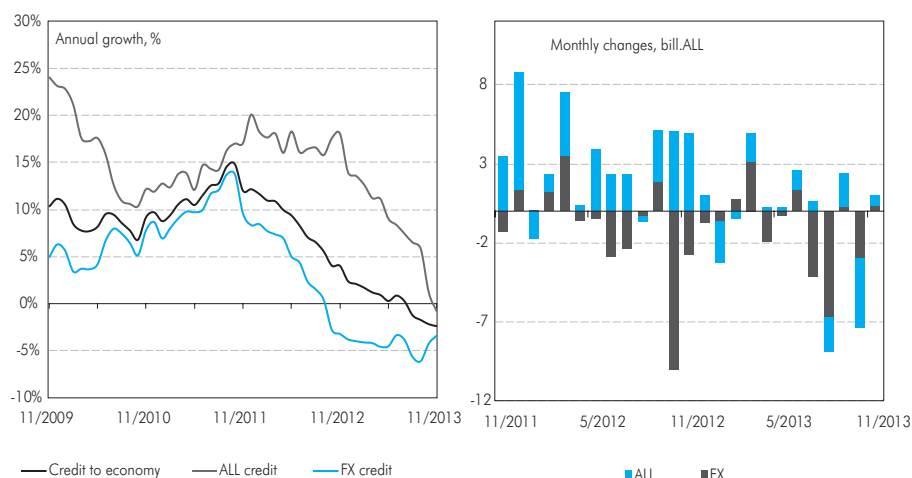 Annual growth, %
30%
25%
20%
15%
10%
5%
0%
-5%
-10%
11/2009 11/2010 11/2011 11/2012 11/2013
Credit to economy ALL credit FX credit
Monthly changes, bill.ALL
8
3
-2
-7
-12
11/2011 5/2012 11/2012 5/2013 11/2013
ALL FX